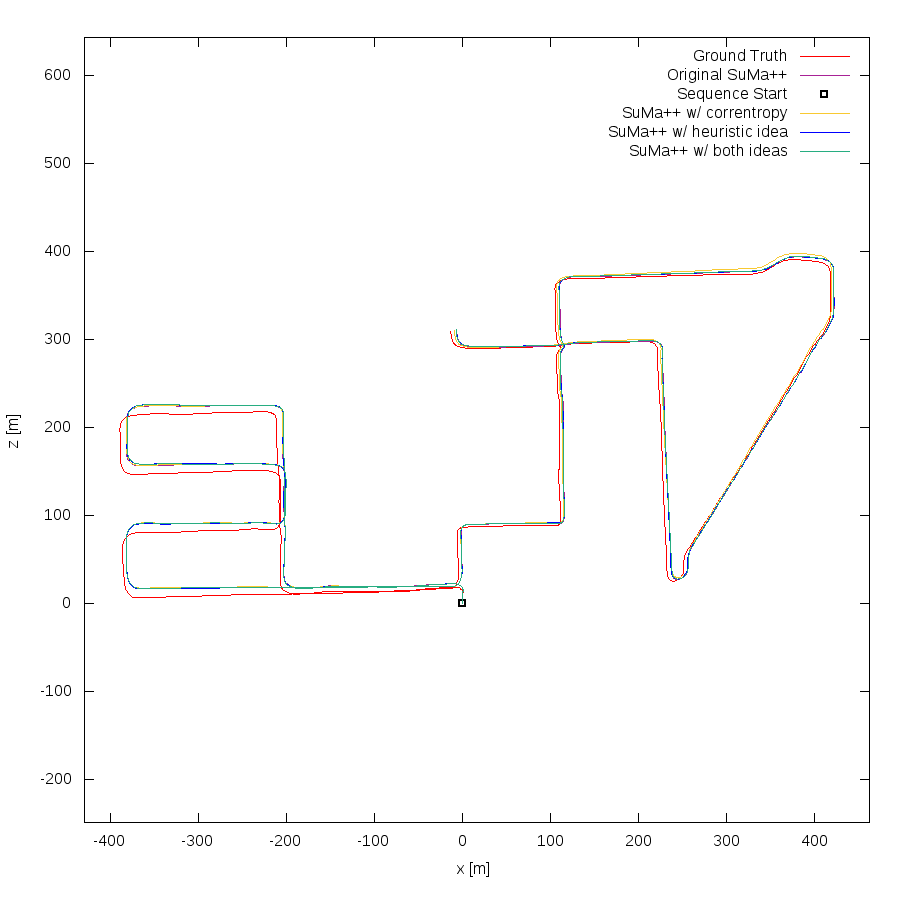 600
500
400
300
200
100
0
-100
-200
z [m]
Ground Truth
Original SuMa++
Sequence Start
SuMa++ w/ correntropy
SuMa++ w/ heuristic idea
SuMa++ w/ both ideas
-400 -300 -200 -100 0 100 200 300 400
x [m]